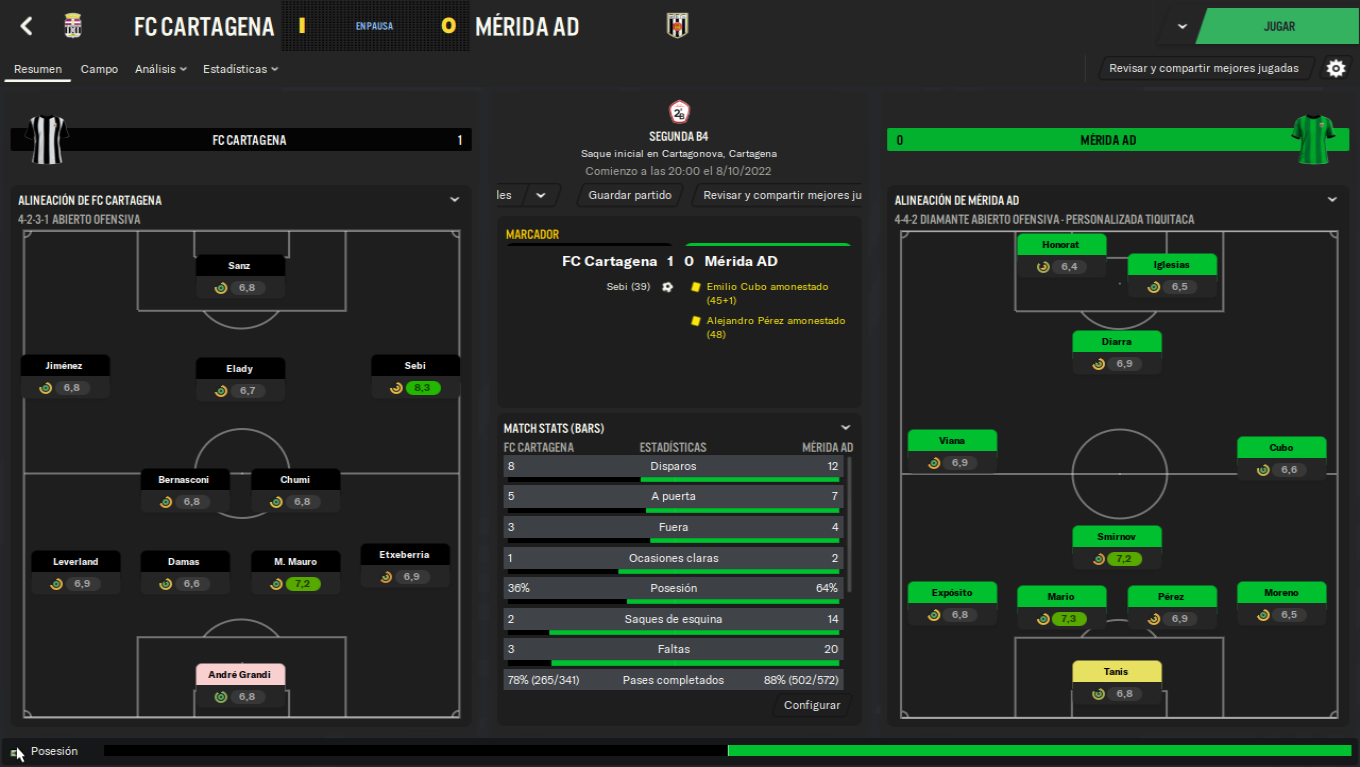 FC CARTAGENA
1
EN PAUSA
0
MÉRIDA AD
JUGAR
Resumen
Campo
Análisis
Estadísticas
Revisar y compartir mejores jugadas
FC CARTAGENA
1
2ªB
SEGUNDA B4
Saque inicial en Cartagonova, Cartagena
Comienzo a las 20:00 el 8/10/2022
les
Guardar partido
Revisar y compartir mejores ju
0
MÉRIDA AD
ALINEACIÓN DE FC CARTAGENA
4-2-3-1 ABIERTO OFENSIVA
Sanz
6,8
Jiménez
6,8
Elady
6,7
Sebi
8,3
Bernasconi
6,8
Chumi
6,8
Leverland
6,9
Damas
6,6
M. Mauro
7,2
Etxeberria
6,9
André Grandi
6,8
MARCADOR
FC Cartagena 1 0 Mérida AD
Sebi (39)
Emilio Cubo amonestado
(45+1)
Alejandro Pérez amonestado
(48)
MATCH STATS (BARS)
FC CARTAGENA ESTADÍSTICAS MÉRIDA AD
8 Disparos 12
5 A puerta 7
3 Fuera 4
1 Ocasiones claras 2
36% Posesión 64%
2 Saques de esquina 14
3 Faltas 20
78% (265/341) Pases completados 88% (502/572)
Configurar
ALINEACIÓN DE MÉRIDA AD
4-4-2 DIAMANTE ABIERTO OFENSIVA - PERSONALIZADA TIQUITACA
Honorat
6,4
Iglesias
6,5
Diarra
6,9
Viana
6,9
Cubo
6,6
Smirnov
7,2
Expósito
6,8
Mario
7,3
Pérez
6,9
Moreno
6,5
Tanis
6,8
Posesión